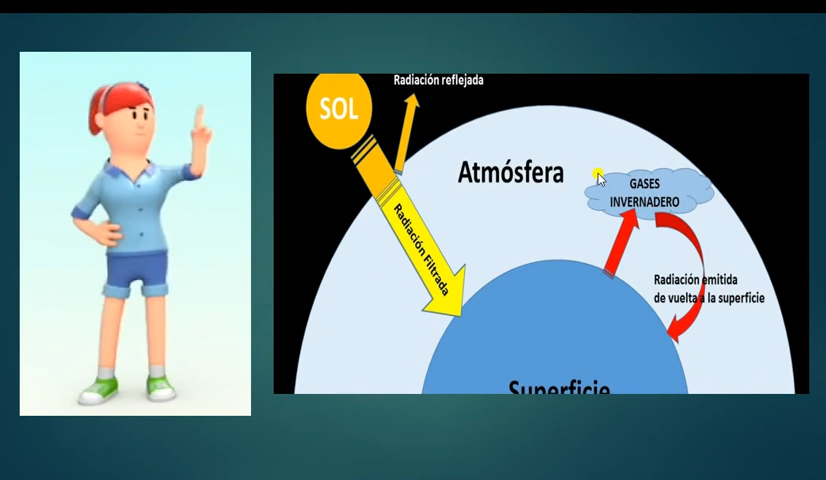 Radiación reflejada
SOL
Atmósfera
GASES
INVERNADERO
Radiación Filtrada
Radiación emitida
de vuelta a la superficie
Superficie